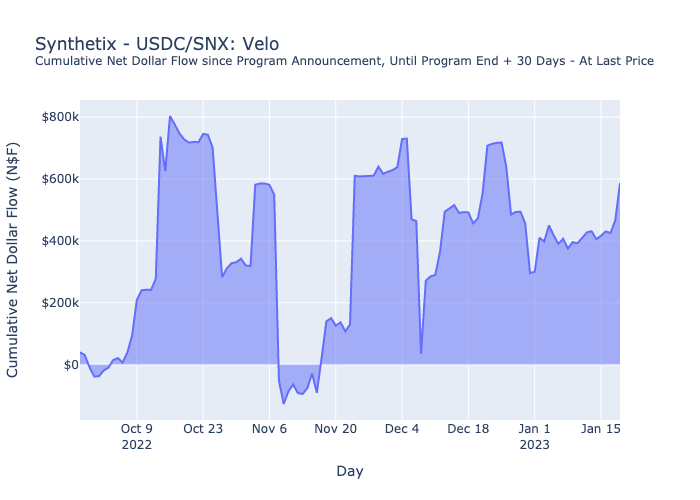 Synthetix - USDC/SNX: Velo
Cumulative Net Dollar Flow since Program Announcement, Until Program End + 30 Days - At Last Price
Cumulative Net Dollar Flow (N$F)
$800k
$600k
$400k
$200k
$0
Oct 9 Oct 23 Nov 6 Nov 20 Dec 4 Dec 18 Jan 1 Jan 15
2022 2023
Day